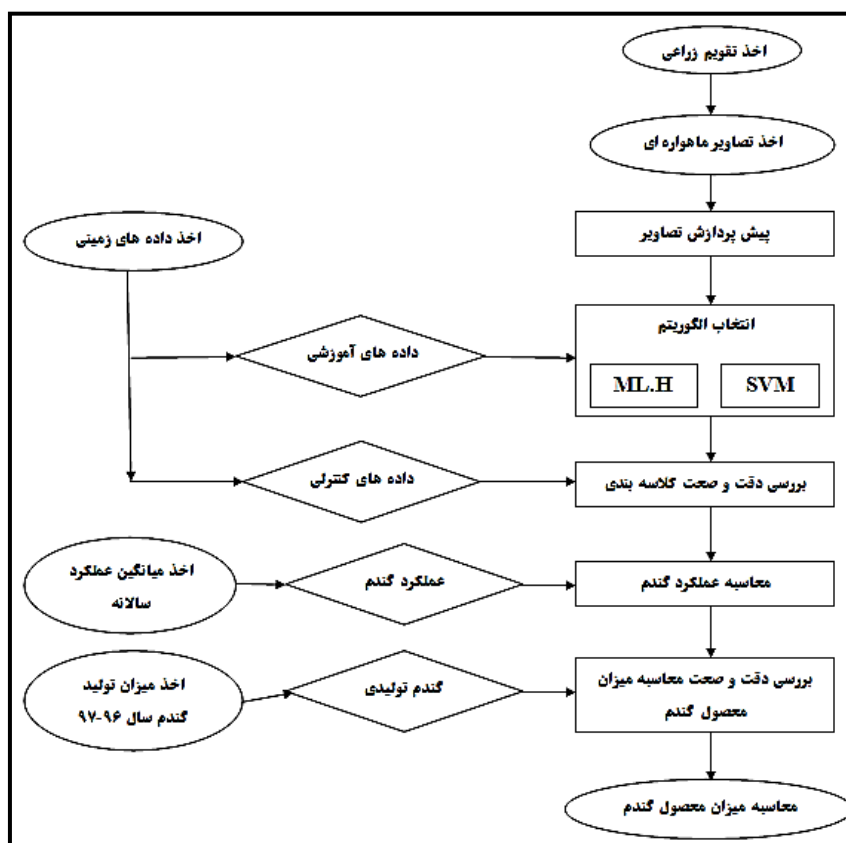 اخذ تقویم زراعی
اخذ تصاویر ماهواره ای
پیش پردازش تصاویر
اخذ داده های زمینی
انتخاب الگوریتم
داده های آموزشی
ML.H
SVM
داده های کنترلی
بررسی دقت و صحت کلاسه بندی
اخذ میانگین عملکرد
سالانه
عملکرد گندم
محاسبه عملکرد گندم
اخذ میزان تولید
گندم سال ۹۶-۹۷
گندم تولیدی
بررسی دقت و صحت محاسبه میزان
محصول گندم
محاسبه میزان محصول گندم